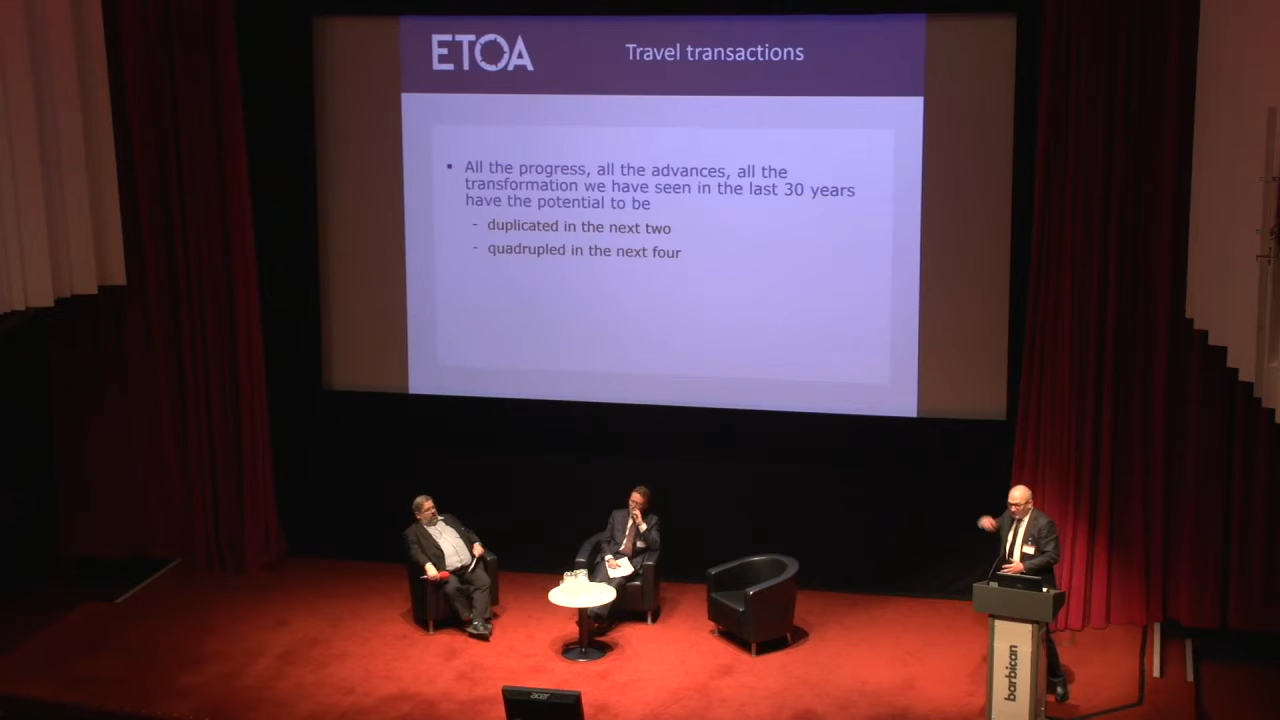 ETOA
Travel transactions
▪ All the progress, all the advances, all the
transformation we have seen in the last 30 years
have the potential to be
- duplicated in the next two
- quadrupled in the next four
barbican
acer